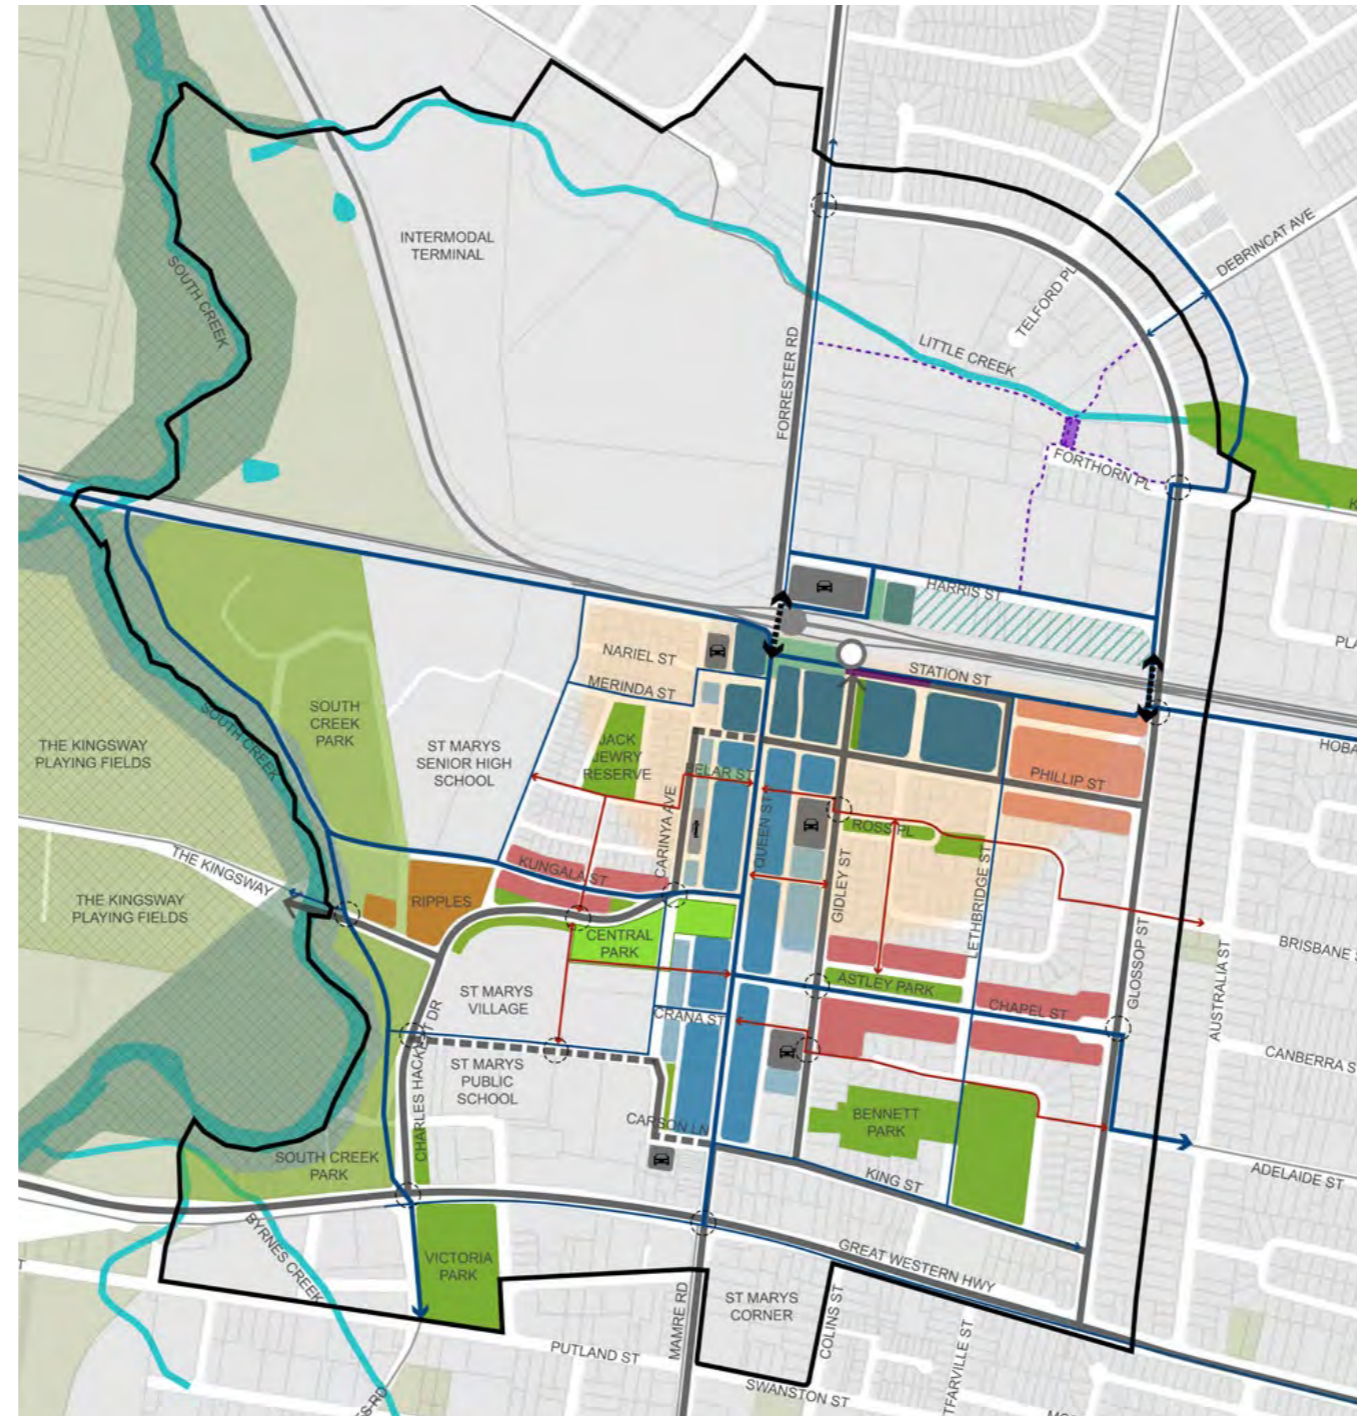 INTERMODAL
TERMINAL
SOUTH CREEK
DEBRINCAT AVE
TELFORD PL
LITTLE CREEK
FORRESTER RD
FORTHORN PL
HARRIS ST
NARIEL ST
STATION ST
MERINDA ST
SOUTH
CREEK
PARK
SOUTH CREEK
THE KINGSWAY
PLAYING FIELDS
ST MARYS
SENIOR HIGH
SCHOOL
JACK
JEWRY
RESERVE
PHILLIP ST
CARINYA AVE
QUEEN ST
ROSS PL
GIDLEY ST
LETHBRIDGE ST
THE KINGSWAY
KUNGALA ST
THE KINGSWAY
PLAYING FIELDS
RIPPLES
CENTRAL
PARK
GLOSSOP ST
AUSTRALIA ST
BRISBANE
ST MARYS
VILLAGE
ASTLEY PARK
CHAPEL ST
CRANA ST
CANBERRA S
CHARLES HACKETT DR
ST MARYS
PUBLIC
SCHOOL
CARSON LN
BENNETT
PARK
SOUTH CREEK
PARK
KING ST
ADELAIDE ST
BYRNES CREEK
VICTORIA
PARK
GREAT WESTERN HWY
ST MARYS
CORNER
MAMRE RD
COLINS ST
PUTLAND ST
SWANSTON ST